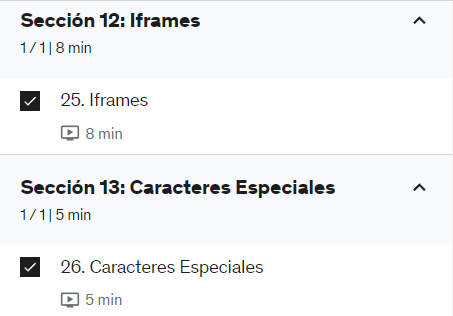 Sección 12: Iframes
1 / 1 | 8 min
25. Iframes
8 min
Sección 13: Caracteres Especiales
1 / 1 | 5 min
26. Caracteres Especiales
5 min